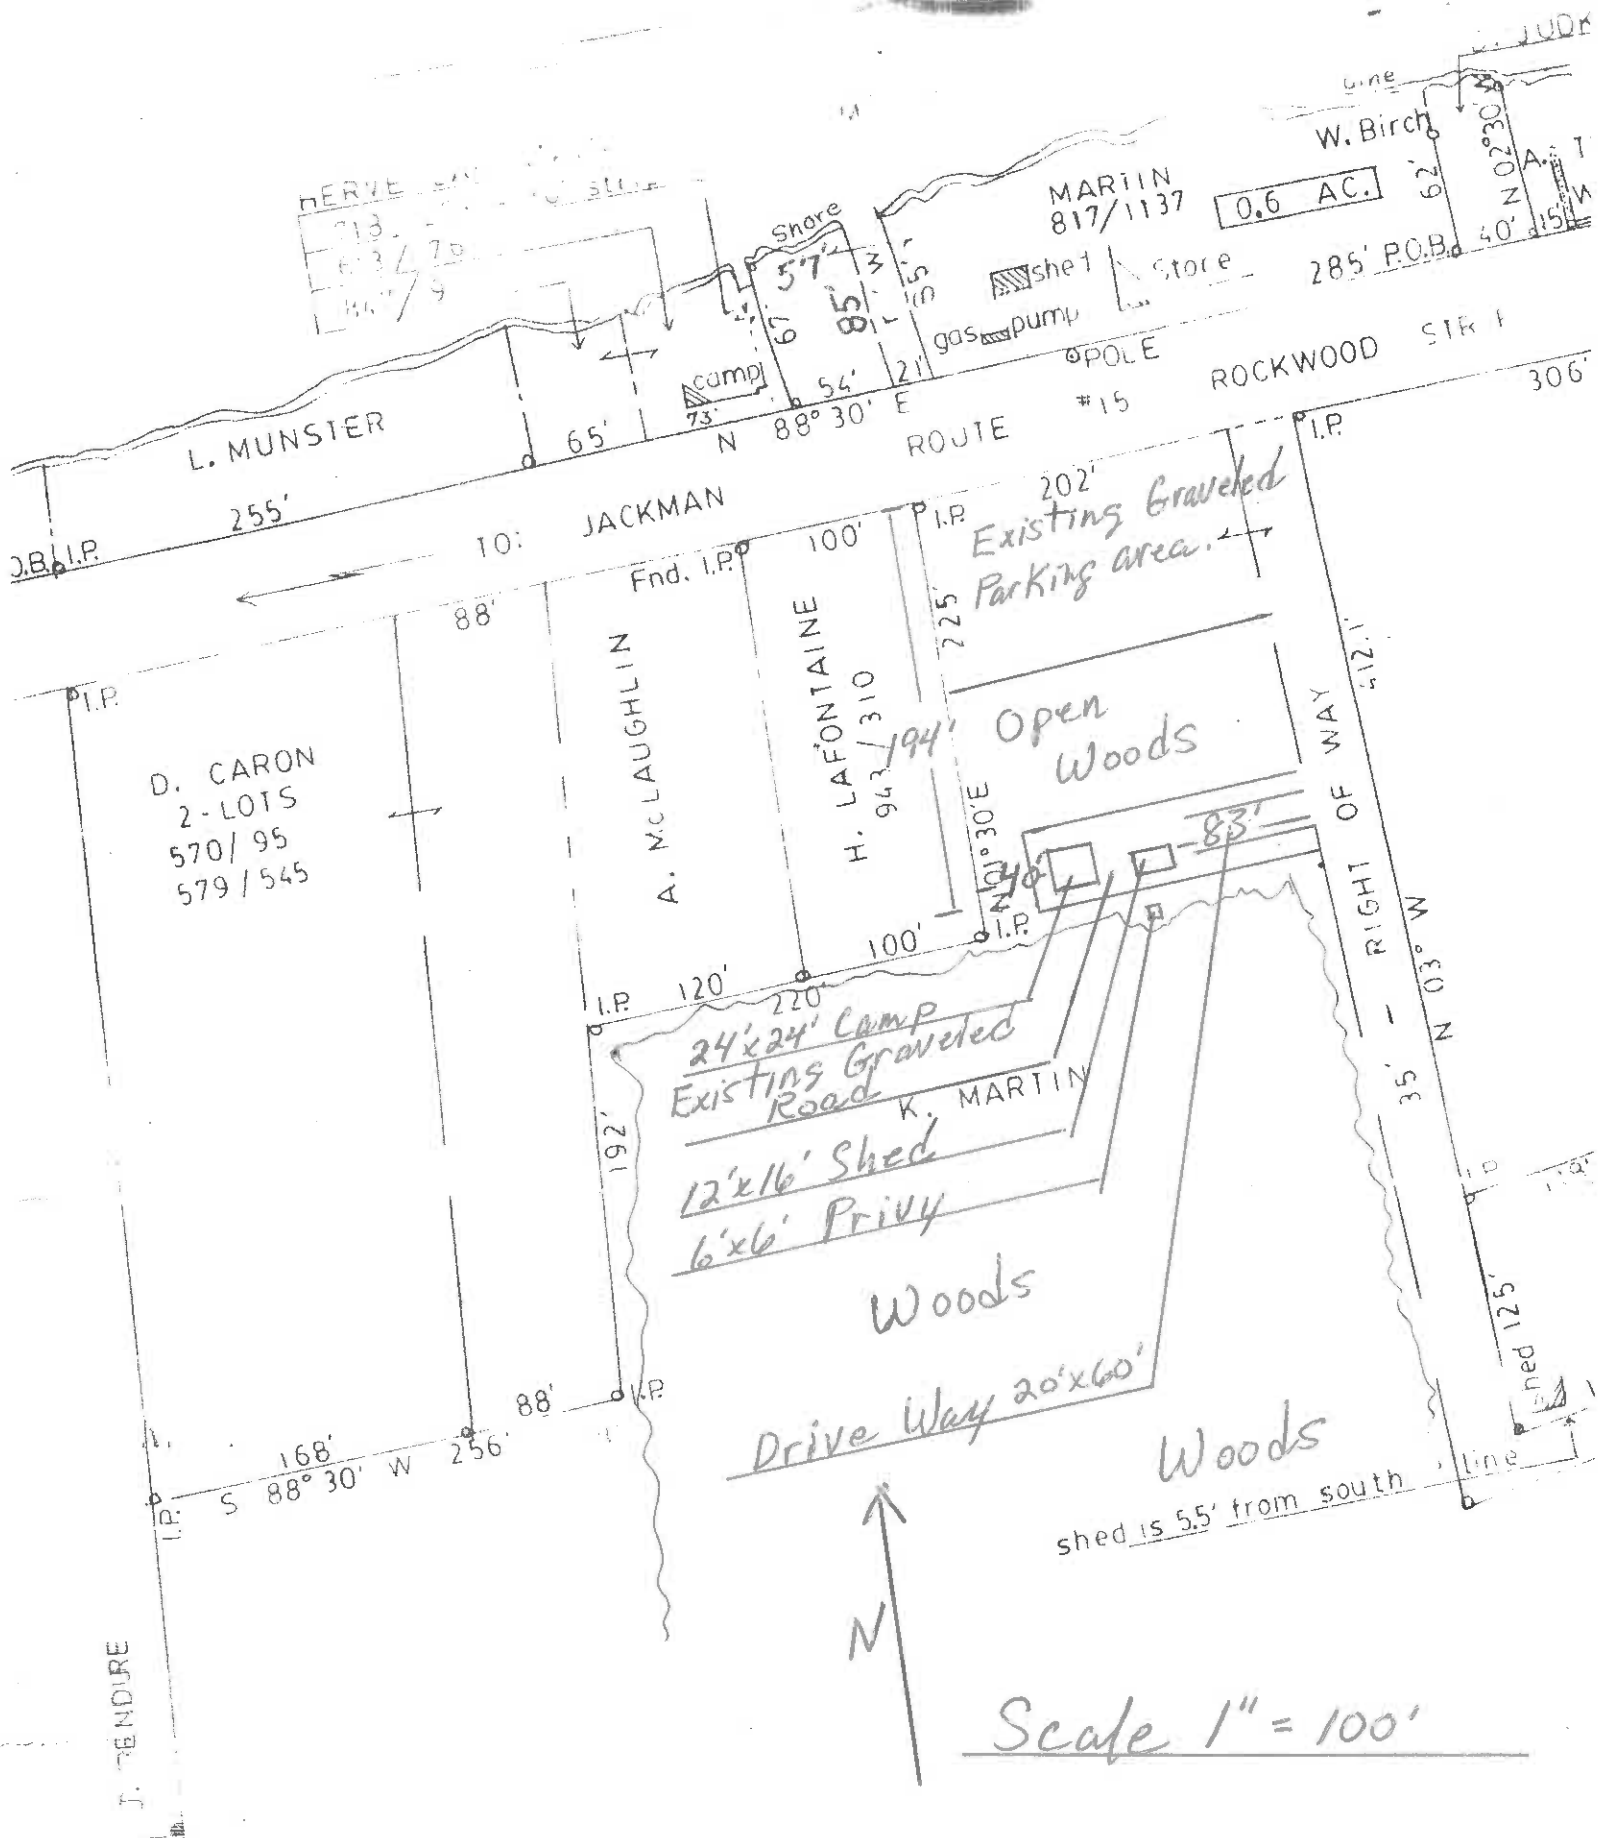 Line
W. Birch
MARTIN
817/1137
0.6 AC.
62'
N 02°30' W
A.
HERVE
Shore
57'
85'
67'
55'
shed
Store
285' P.O.B.
40'
15'
gas pump
POLE
#15
ROCKWOOD
306'
camp
73'
54'
21'
N 88° 30' E
ROUTE
L. MUNSTER
65'
255'
I.P.
TO: JACKMAN
Fnd. I.P.
100'
I.P.
202'
I.P.
Existing Graveled
Parking area.
88'
I.P.
225'
412.1'
D. CARON
2-LOTS
570/95
579/545
A. McLAUGHLIN
H. LAFONTAINE
943/310
194'
N 01°30'E
Open
Woods
83'
40'
35' - RIGHT OF WAY
N 03° W
I.P.
100'
I.P.
120'
220'
24'x24' Camp
Existing Graveled
Road
K. MARTIN
12'x16' Shed
6'x6' Privy
192'
Woods
I.P.
shed 125'
88'
I.P.
168'
256'
S 88° 30' W
I.P.
Drive Way 20'x60'
Woods
shed is 5.5' from south line
N
Scale 1" = 100'